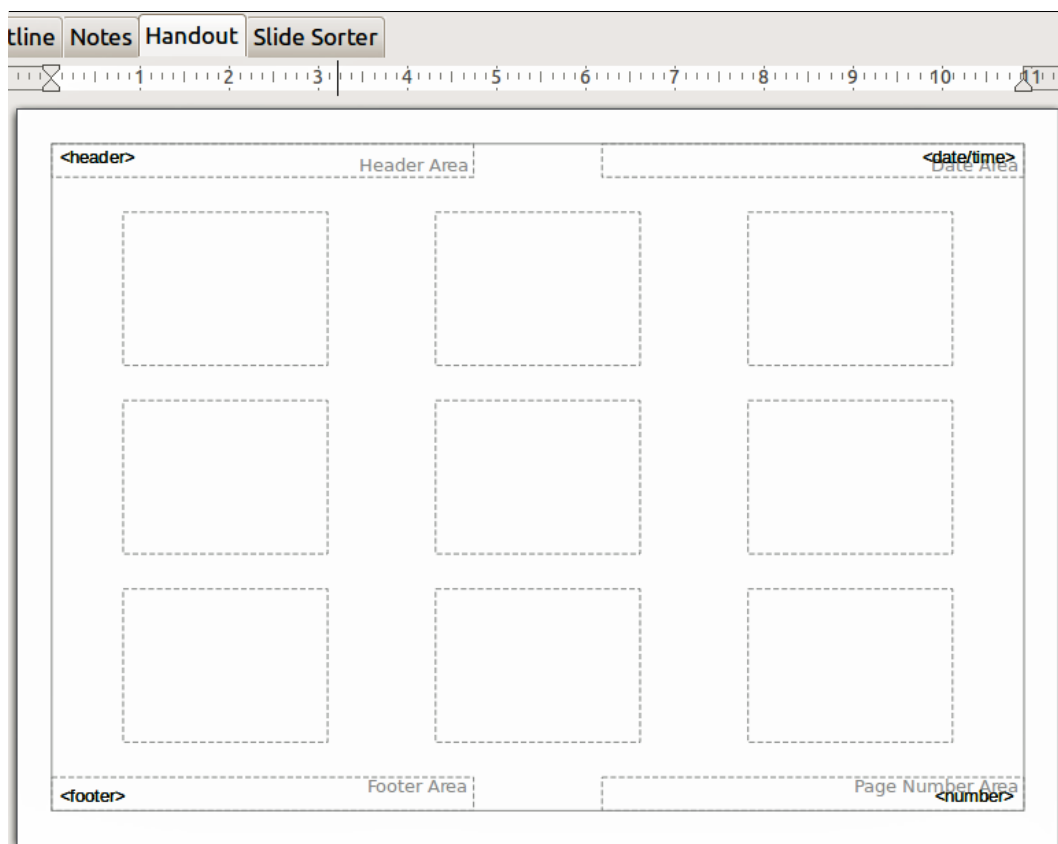 tline Notes Handout Slide Sorter
1 2 3 4 5 6 7 8 9 10 11
<header> Header Area <date/time> Date Area
Footer Area Page Number Area
<footer> <number>